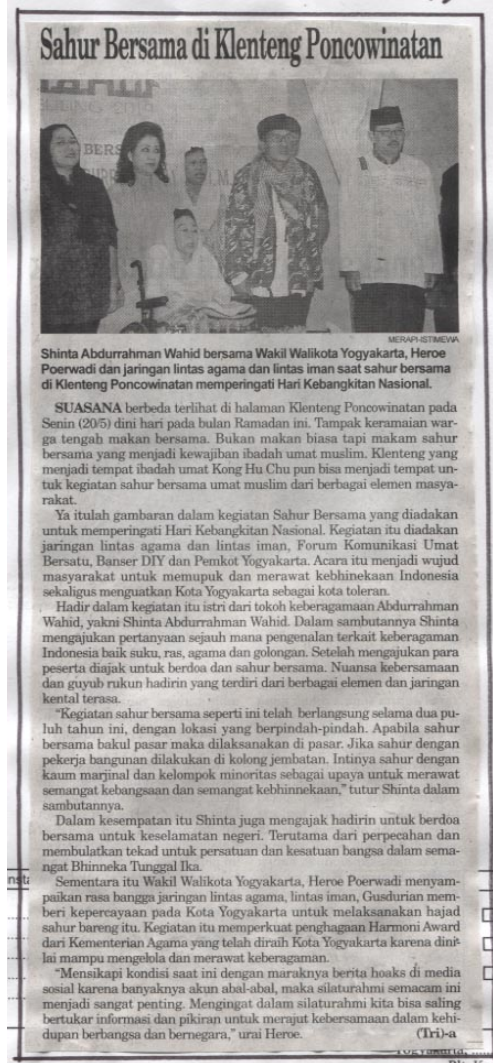 Sahur Bersama di Klenteng Poncowinatan
BERS
MERAPI-ISTIMEWA
Shinta Abdurrahman Wahid bersama Wakil Walikota Yogyakarta, Heroe
Poerwadi dan jaringan lintas agama dan lintas iman saat sahur bersama
di Klenteng Poncowinatan memperingati Hari Kebangkitan Nasional.
SUASANA berbeda terlihat di halaman Klenteng Poncowinatan pada
Senin (20/5) dini hari pada bulan Ramadan ini. Tampak keramaian war-
ga tengah makan bersama. Bukan makan biasa tapi makam sahur
bersama yang menjadi kewajiban ibadah umat muslim. Klenteng yang
menjadi tempat ibadah umat Kong Hu Chu pun bisa menjadi tempat un-
tuk kegiatan sahur bersama umat muslim dari berbagai elemen masya-
rakat.
Ya itulah gambaran dalam kegiatan Sahur Bersama yang diadakan
untuk memperingati Hari Kebangkitan Nasional. Kegiatan itu diadakan
jaringan lintas agama dan lintas iman, Forum Komunikasi Umat
Bersatu, Banser DIY dan Pemkot Yogyakarta. Acara itu menjadi wujud
masyarakat untuk memupuk dan merawat kebhinekaan Indonesia
sekaligus menguatkan Kota Yogyakarta sebagai kota toleran.
Hadir dalam kegiatan itu istri dari tokoh keberagamaan Abdurrahman
Wahid, yakni Shinta Abdurrahman Wahid. Dalam sambutannya Shinta
mengajukan pertanyaan sejauh mana pengenalan terkait keberagaman
Indonesia baik suku, ras, agama dan golongan. Setelah mengajukan para
peserta diajak untuk berdoa dan sahur bersama. Nuansa kebersamaan
dan guyub rukun hadirin yang terdiri dari berbagai elemen dan jaringan
kental terasa.
"Kegiatan sahur bersama seperti ini telah berlangsung selama dua pu-
luh tahun ini, dengan lokasi yang berpindah-pindah. Apabila sahur
bersama bakul pasar maka dilaksanakan di pasar. Jika sahur dengan
pekerja bangunan dilakukan di kolong jembatan. Intinya sahur dengan
kaum marjinal dan kelompok minoritas sebagai upaya untuk merawat
semangat kebangsaan dan semangat kebhinnekaan," tutur Shinta dalam
sambutannya.
Dalam kesempatan itu Shinta juga mengajak hadirin untuk berdoa
bersama untuk keselamatan negeri. Terutama dari perpecahan dan
membulatkan tekad untuk persatuan dan kesatuan bangsa dalam sema-
ngat Bhinneka Tunggal Ika.
Sementara itu Wakil Walikota Yogyakarta, Heroe Poerwadi menyam-
paikan rasa bangga jaringan lintas agama, lintas iman, Gusdurian mem-
beri kepercayaan pada Kota Yogyakarta untuk melaksanakan hajad
sahur bareng itu. Kegiatan itu memperkuat penghagaan Harmoni Award
dari Kementerian Agama yang telah diraih Kota Yogyakarta karena dini-
lai mampu mengelola dan merawat keberagaman.
"Mensikapi kondisi saat ini dengan maraknya berita hoaks di media
sosial karena banyaknya akun abal-abal, maka silaturahmi semacam ini
menjadi sangat penting. Mengingat dalam silaturahmi kita bisa saling
bertukar informasi dan pikiran untuk merajut kebersamaan dalam kehi-
dupan berbangsa dan bernegara," urai Heroe. (Tri)-a